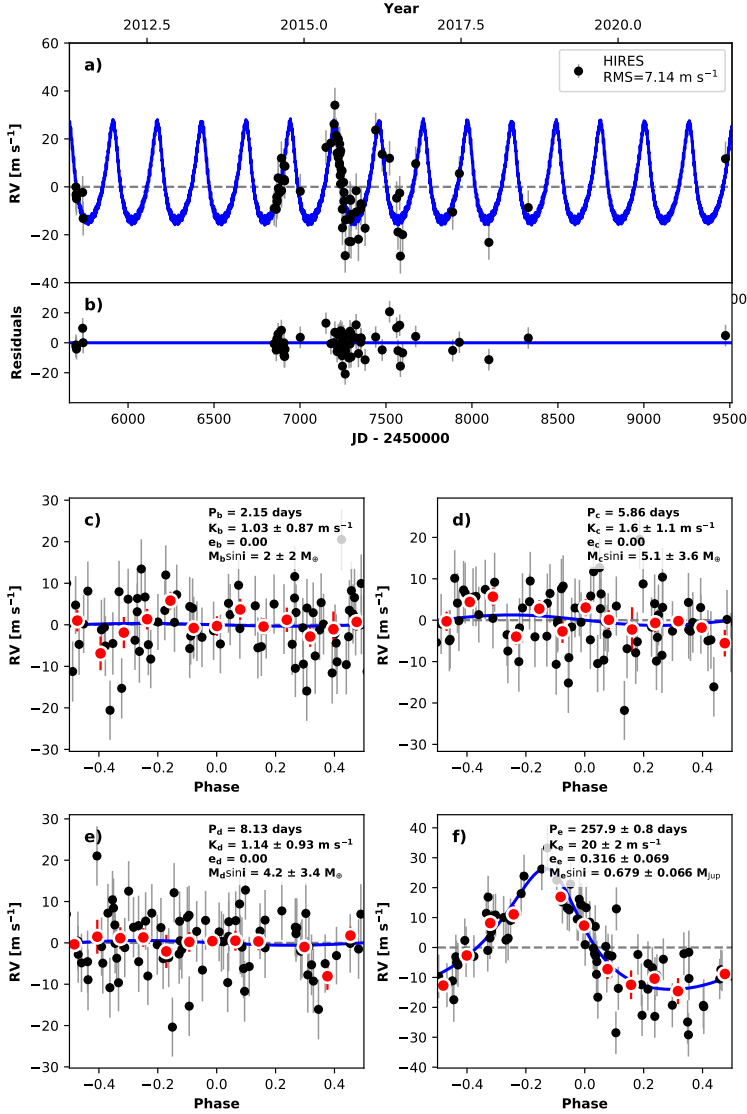 Year
2012.5 2015.0 2017.5 2020.0
60
40
20
0
−20
−40
RV [m s⁻¹]
a)
HIRES
RMS=7.14 m s⁻¹
00
20
0
−20
Residuals
b)
6000 6500 7000 7500 8000 8500 9000 9500
JD - 2450000
30
20
10
0
−10
−20
−30
RV [m s⁻¹]
c)
P_b = 2.15 days
K_b = 1.03 ± 0.87 m s⁻¹
e_b = 0.00
M_b sin i = 2 ± 2 M⊕
−0.4 −0.2 0.0 0.2 0.4
Phase
20
10
0
−10
−20
−30
RV [m s⁻¹]
d)
P_c = 5.86 days
K_c = 1.6 ± 1.1 m s⁻¹
e_c = 0.00
M_c sin i = 5.1 ± 3.6 M⊕
−0.4 −0.2 0.0 0.2 0.4
Phase
30
20
10
0
−10
−20
−30
RV [m s⁻¹]
e)
P_d = 8.13 days
K_d = 1.14 ± 0.93 m s⁻¹
e_d = 0.00
M_d sin i = 4.2 ± 3.4 M⊕
−0.4 −0.2 0.0 0.2 0.4
Phase
40
30
20
10
0
−10
−20
−30
−40
RV [m s⁻¹]
f)
P_e = 257.9 ± 0.8 days
K_e = 20 ± 2 m s⁻¹
e_e = 0.316 ± 0.069
M_e sin i = 0.679 ± 0.066 M_Jup
−0.4 −0.2 0.0 0.2 0.4
Phase